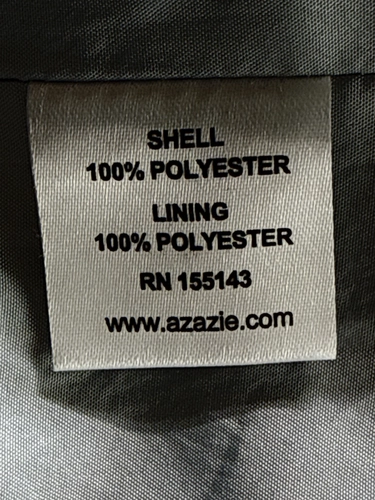 SHELL
100% POLYESTER
LINING
100% POLYESTER
RN 155143
www.azazie.com